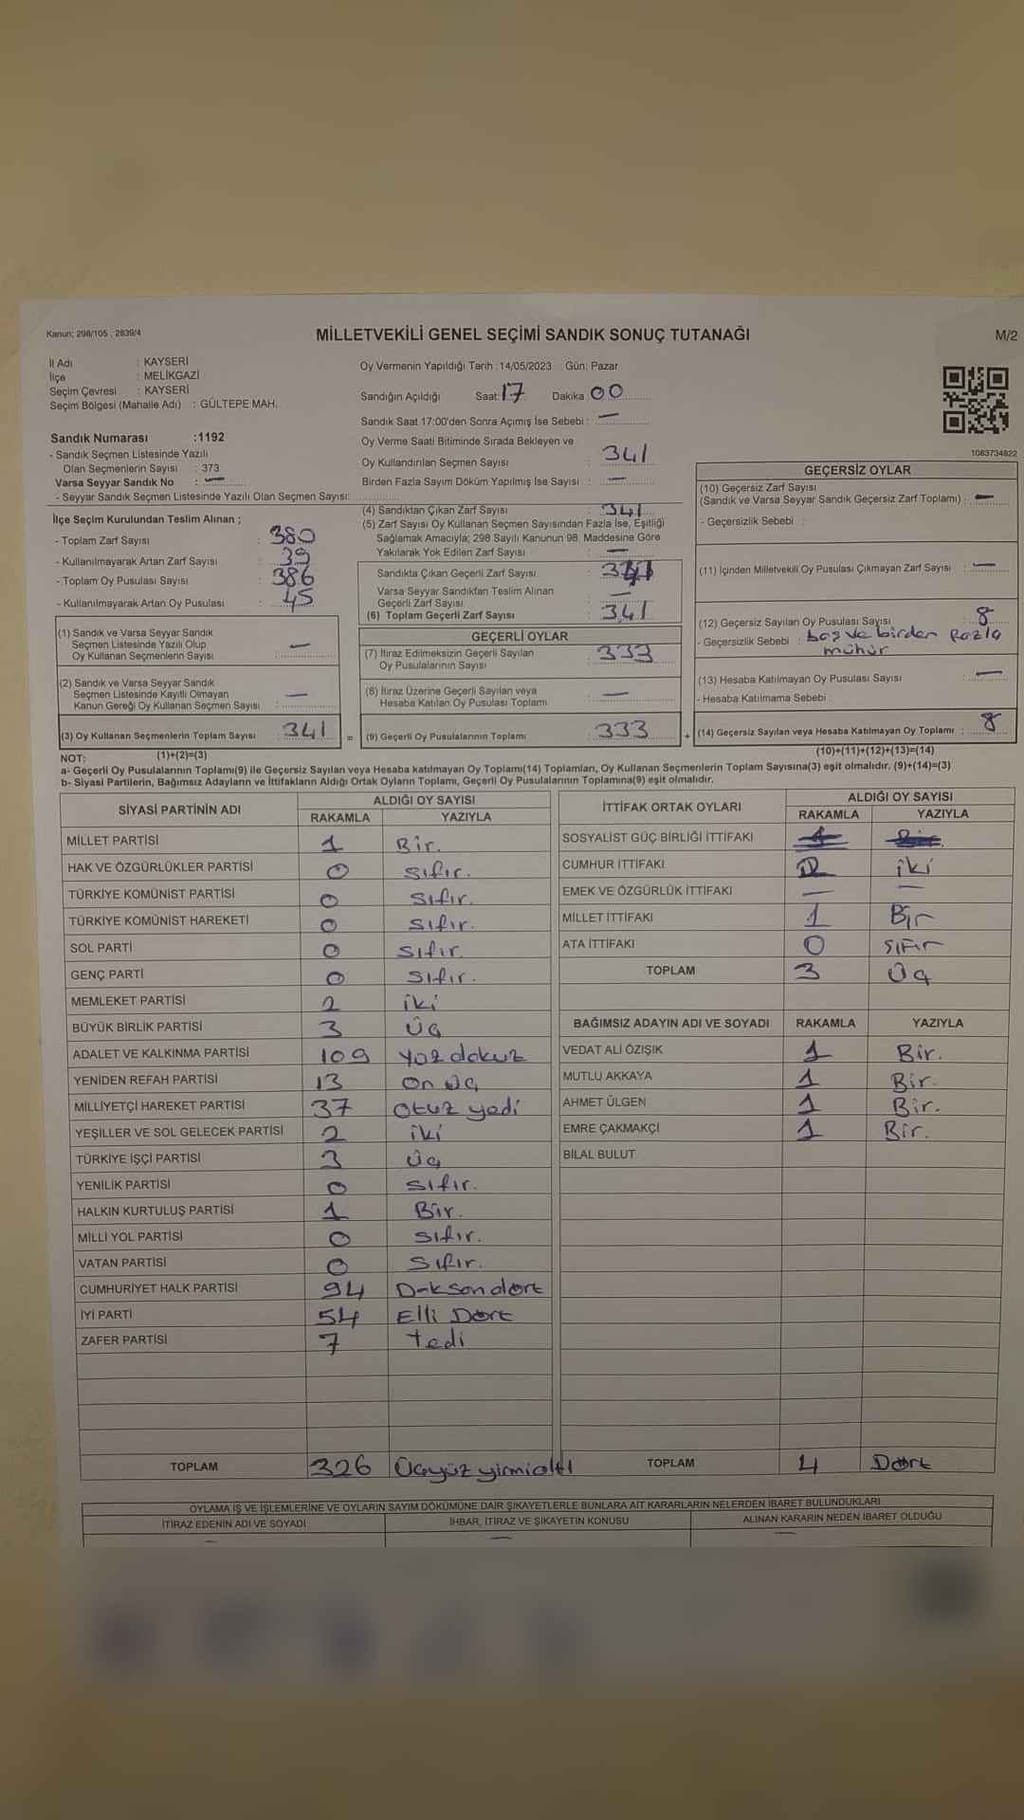 Kanun; 298/105 , 2839/4
MİLLETVEKİLİ GENEL SEÇİMİ SANDIK SONUÇ TUTANAĞI
M/2
İl Adı : KAYSERİ
İlçe : MELİKGAZİ
Seçim Çevresi : KAYSERİ
Seçim Bölgesi (Mahalle Adı) : GÜLTEPE MAH.
Sandık Numarası :1192
- Sandık Seçmen Listesinde Yazılı
Olan Seçmenlerin Sayısı : 373
Varsa Seyyar Sandık No : —
- Seyyar Sandık Seçmen Listesinde Yazılı Olan Seçmen Sayısı:
İlçe Seçim Kurulundan Teslim Alınan ;
- Toplam Zarf Sayısı : 380
- Kullanılmayarak Artan Zarf Sayısı : 39
- Toplam Oy Pusulası Sayısı : 386
- Kullanılmayarak Artan Oy Pusulası : 45
(1) Sandık ve Varsa Seyyar Sandık
Seçmen Listesinde Yazılı Olup
Oy Kullanan Seçmenlerin Sayısı : —
(2) Sandık ve Varsa Seyyar Sandık
Seçmen Listesinde Kayıtlı Olmayan
Kanun Gereği Oy Kullanan Seçmen Sayısı : —
(3) Oy Kullanan Seçmenlerin Toplam Sayısı : 341 =
Oy Vermenin Yapıldığı Tarih :14/05/2023 Gün: Pazar
Sandığın Açıldığı Saat: 17 Dakika: 00
Sandık Saat 17:00'den Sonra Açımış İse Sebebi : —
Oy Verme Saati Bitiminde Sırada Bekleyen ve
Oy Kullandırılan Seçmen Sayısı : 341
Birden Fazla Sayım Döküm Yapılmış İse Sayısı : —
(4) Sandıktan Çıkan Zarf Sayısı : 341
(5) Zarf Sayısı Oy Kullanan Seçmen Sayısından Fazla İse, Eşitliği
Sağlamak Amacıyla; 298 Sayılı Kanunun 98. Maddesine Göre
Yakılarak Yok Edilen Zarf Sayısı : —
Sandıkta Çıkan Geçerli Zarf Sayısı : 341
Varsa Seyyar Sandıktan Teslim Alınan
Geçerli Zarf Sayısı : —
(6) Toplam Geçerli Zarf Sayısı : 341
GEÇERLİ OYLAR
(7) İtiraz Edilmeksizin Geçerli Sayılan
Oy Pusulalarının Sayısı : 333
(8) İtiraz Üzerine Geçerli Sayılan veya
Hesaba Katılan Oy Pusulası Toplamı : —
(9) Geçerli Oy Pusulalarının Toplamı : 333 +
1083734822
GEÇERSİZ OYLAR
(10) Geçersiz Zarf Sayısı
(Sandık ve Varsa Seyyar Sandık Geçersiz Zarf Toplamı) : —
- Geçersizlik Sebebi :
(11) İçinden Milletvekili Oy Pusulası Çıkmayan Zarf Sayısı : —
(12) Geçersiz Sayılan Oy Pusulası Sayısı : 8
- Geçersizlik Sebebi : boş ve birden fazla
mühür
(13) Hesaba Katılmayan Oy Pusulası Sayısı : —
- Hesaba Katılmama Sebebi :
(14) Geçersiz Sayılan veya Hesaba Katılmayan Oy Toplamı : 8
NOT: (1)+(2)=(3) (10)+(11)+(12)+(13)=(14)
a- Geçerli Oy Pusulalarının Toplamı(9) ile Geçersiz Sayılan veya Hesaba katılmayan Oy Toplamı(14) Toplamları, Oy Kullanan Seçmenlerin Toplam Sayısına(3) eşit olmalıdır. (9)+(14)=(3)
b- Siyasi Partilerin, Bağımsız Adayların ve İttifakların Aldığı Ortak Oyların Toplamı, Geçerli Oy Pusulalarının Toplamına(9) eşit olmalıdır.
SİYASİ PARTİNİN ADI ALDIĞI OY SAYISI
RAKAMLA YAZIYLA
MİLLET PARTİSİ 1 Bir.
HAK VE ÖZGÜRLÜKLER PARTİSİ 0 Sıfır.
TÜRKİYE KOMÜNİST PARTİSİ 0 Sıfır.
TÜRKİYE KOMÜNİST HAREKETİ 0 Sıfır.
SOL PARTİ 0 Sıfır.
GENÇ PARTİ 0 Sıfır.
MEMLEKET PARTİSİ 2 iki
BÜYÜK BİRLİK PARTİSİ 3 Üç
ADALET VE KALKINMA PARTİSİ 109 Yüz dokuz
YENİDEN REFAH PARTİSİ 13 On üç
MİLLİYETÇİ HAREKET PARTİSİ 37 Otuz yedi
YEŞİLLER VE SOL GELECEK PARTİSİ 2 iki
TÜRKİYE İŞÇİ PARTİSİ 3 Üç
YENİLİK PARTİSİ 0 Sıfır.
HALKIN KURTULUŞ PARTİSİ 1 Bir.
MİLLİ YOL PARTİSİ 0 Sıfır.
VATAN PARTİSİ 0 Sıfır.
CUMHURİYET HALK PARTİSİ 94 Doksan dört
İYİ PARTİ 54 Elli Dört
ZAFER PARTİSİ 7 Yedi
TOPLAM 326 Üçyüz yirmialtı
İTTİFAK ORTAK OYLARI ALDIĞI OY SAYISI
RAKAMLA YAZIYLA
SOSYALİST GÜÇ BİRLİĞİ İTTİFAKI 1 Bir.
CUMHUR İTTİFAKI 2 iki
EMEK VE ÖZGÜRLÜK İTTİFAKI — —
MİLLET İTTİFAKI 1 Bir
ATA İTTİFAKI 0 SIFIR
TOPLAM 3 Üç
BAĞIMSIZ ADAYIN ADI VE SOYADI RAKAMLA YAZIYLA
VEDAT ALİ ÖZIŞIK 1 Bir.
MUTLU AKKAYA 1 Bir.
AHMET ÜLGEN 1 Bir.
EMRE ÇAKMAKÇİ 1 Bir.
BİLAL BULUT
TOPLAM 4 Dört
OYLAMA İŞ VE İŞLEMLERİNE VE OYLARIN SAYIM DÖKÜMÜNE DAİR ŞİKAYETLERLE BUNLARA AİT KARARLARIN NELERDEN İBARET BULUNDUKLARI
İTİRAZ EDENİN ADI VE SOYADI İHBAR, İTİRAZ VE ŞİKAYETİN KONUSU ALINAN KARARIN NEDEN İBARET OLDUĞU
— — —